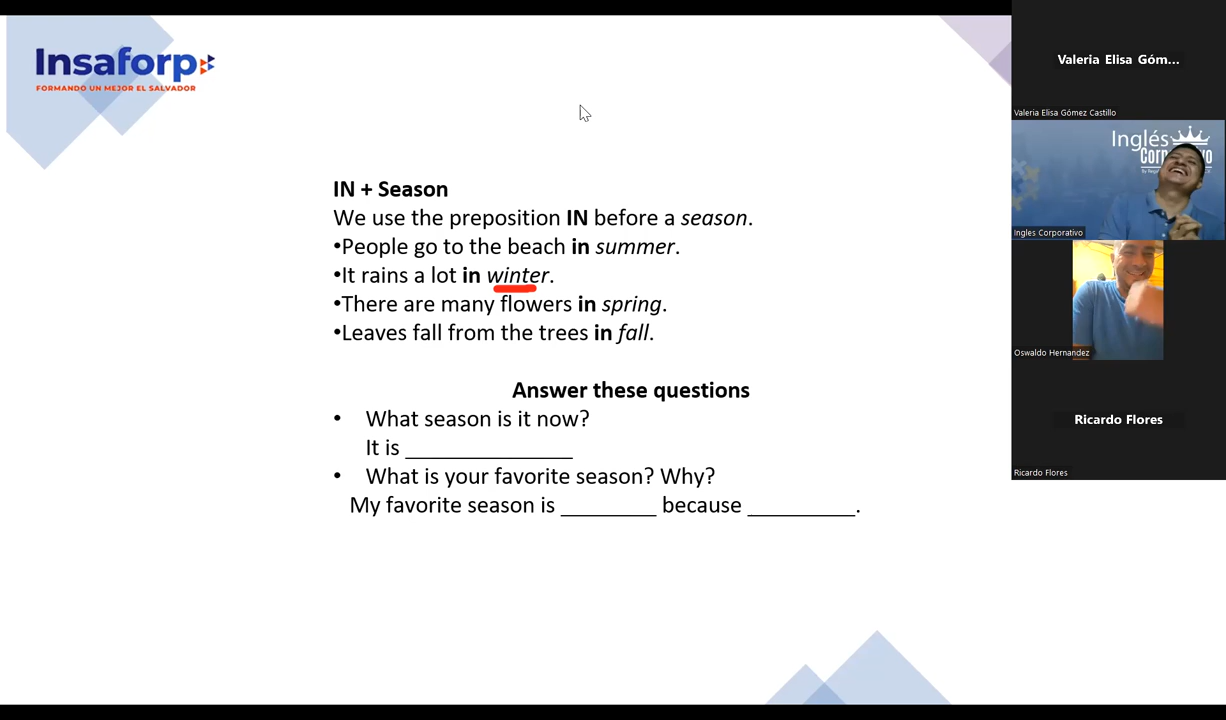 Insaforp
FORMANDO UN MEJOR EL SALVADOR
IN + Season
We use the preposition IN before a season.
•People go to the beach in summer.
•It rains a lot in winter.
•There are many flowers in spring.
•Leaves fall from the trees in fall.
Answer these questions
• What season is it now?
It is ______________
• What is your favorite season? Why?
My favorite season is ________ because _________.
Valeria Elisa Góm...
Valeria Elisa Gómez Castillo
Inglés
Ingles Corporativo
Oswaldo Hernandez
Ricardo Flores
Ricardo Flores